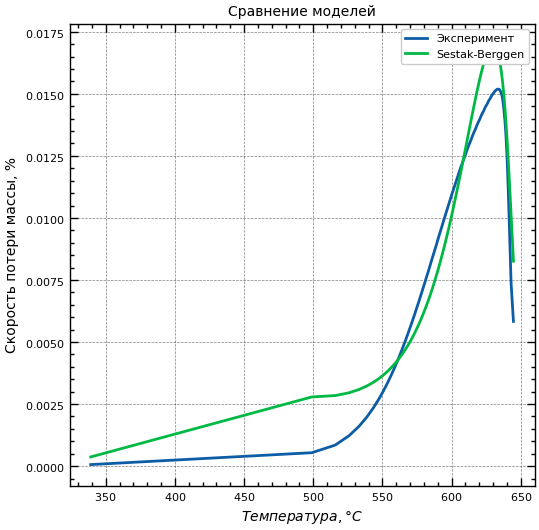 Сравнение моделей
Эксперимент
Sestak-Berggen
Скорость потери массы, %
0.0175
0.0150
0.0125
0.0100
0.0075
0.0050
0.0025
0.0000
350 400 450 500 550 600 650
Температура, °C